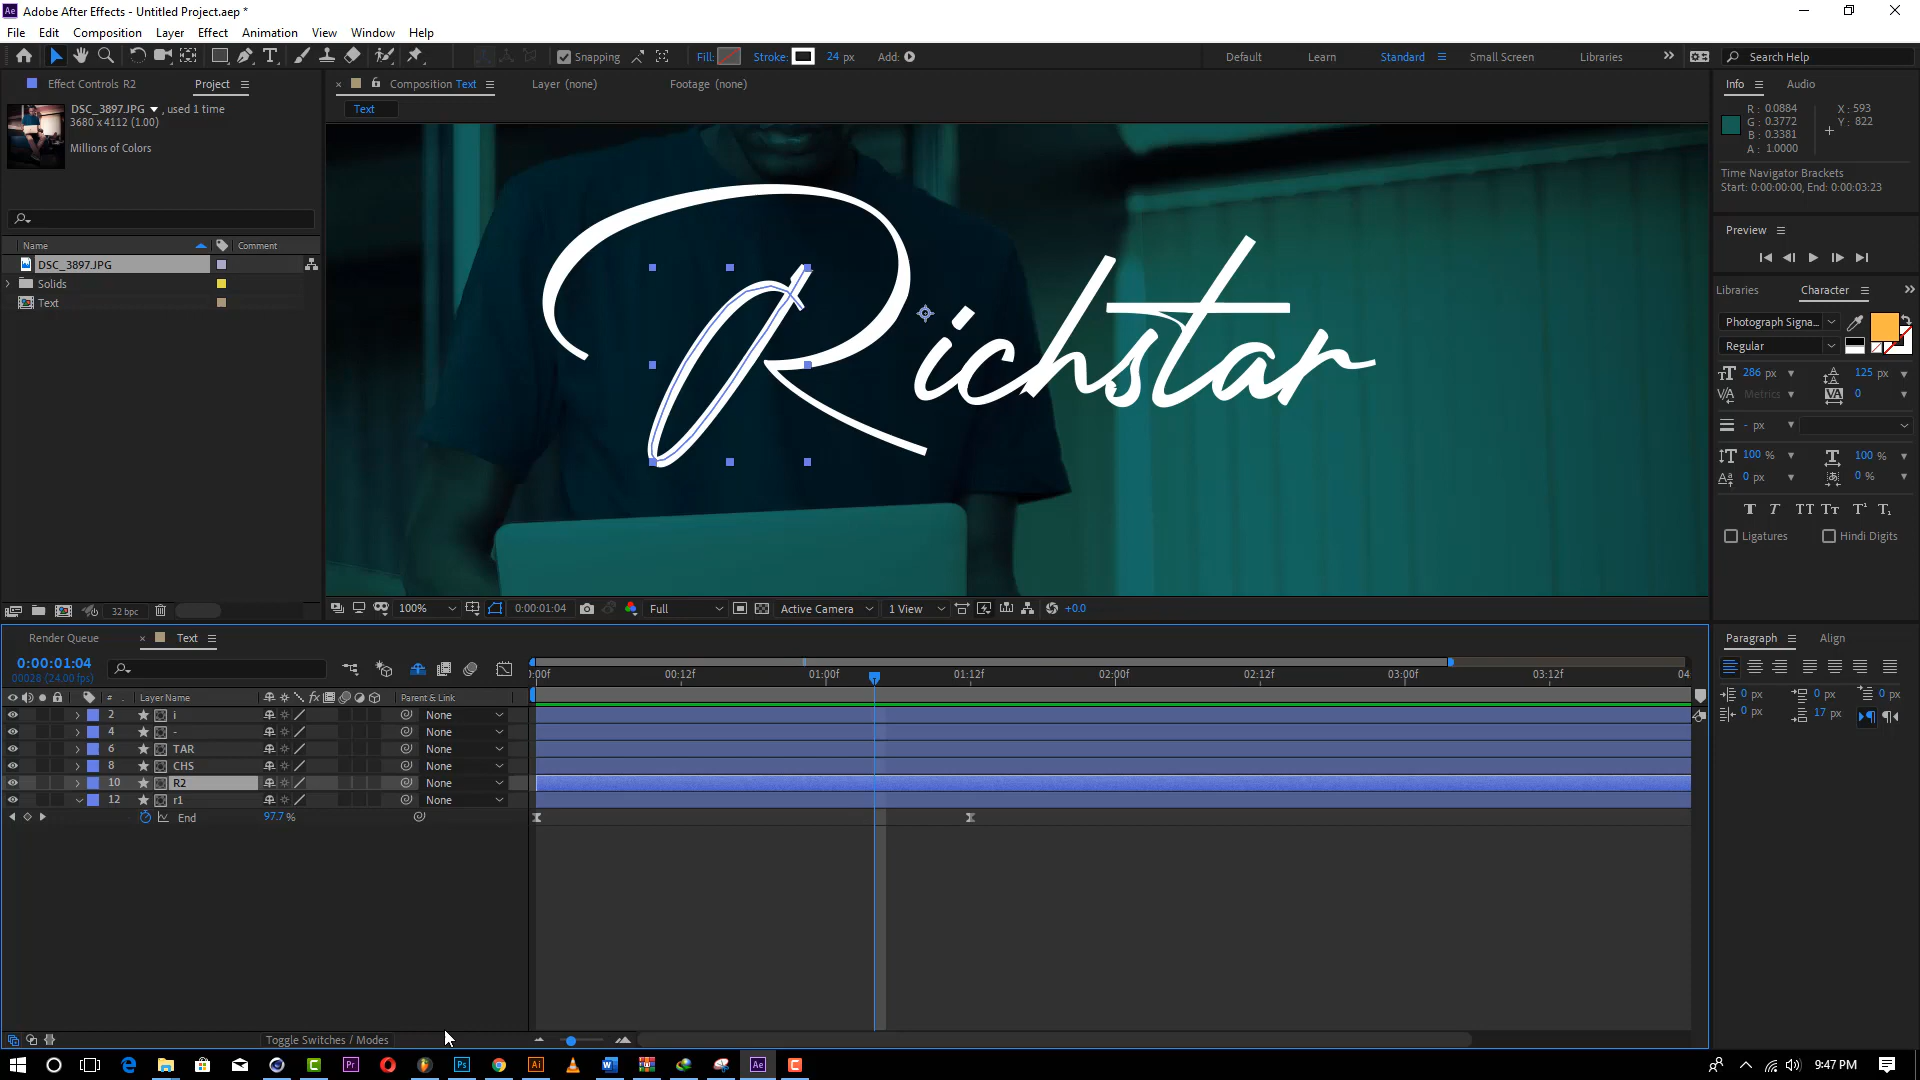 Adobe After Effects - Untitled Project.aep *
File Edit Composition Layer Effect Animation View Window Help
Snapping Fill: Stroke: 24 px Add: Default Learn Standard Small Screen Libraries Search Help
Effect Controls R2 Project
Composition Text Layer (none) Footage (none)
Info Audio
DSC_3897.JPG , used 1 time
3680 x 4112 (1.00)
Millions of Colors
Text
R : 0.0884
G : 0.3772
B : 0.3381
A : 1.0000
X : 593
Y : 822
Time Navigator Brackets
Start: 0:00:00:00, End: 0:00:03:23
Preview
Name Comment
DSC_3897.JPG
Solids
Text
Richstar
Libraries Character
Photograph Signa...
Regular
286 px 125 px
Metrics 0
- px
100 % 100 %
0 px 0 %
Ligatures Hindi Digits
32 bpc
100% 0:00:01:04 Full Active Camera 1 View +0.0
Render Queue Text
Paragraph Align
0:00:01:04
00028 (24.00 fps)
:00f 00:12f 01:00f 01:12f 02:00f 02:12f 03:00f 03:12f 04
# Layer Name fx Parent & Link
2 i None
4 - None
6 TAR None
8 CHS None
10 R2 None
12 r1 None
End 97.7 %
0 px 0 px 0 px
0 px 17 px
Toggle Switches / Modes
9:47 PM